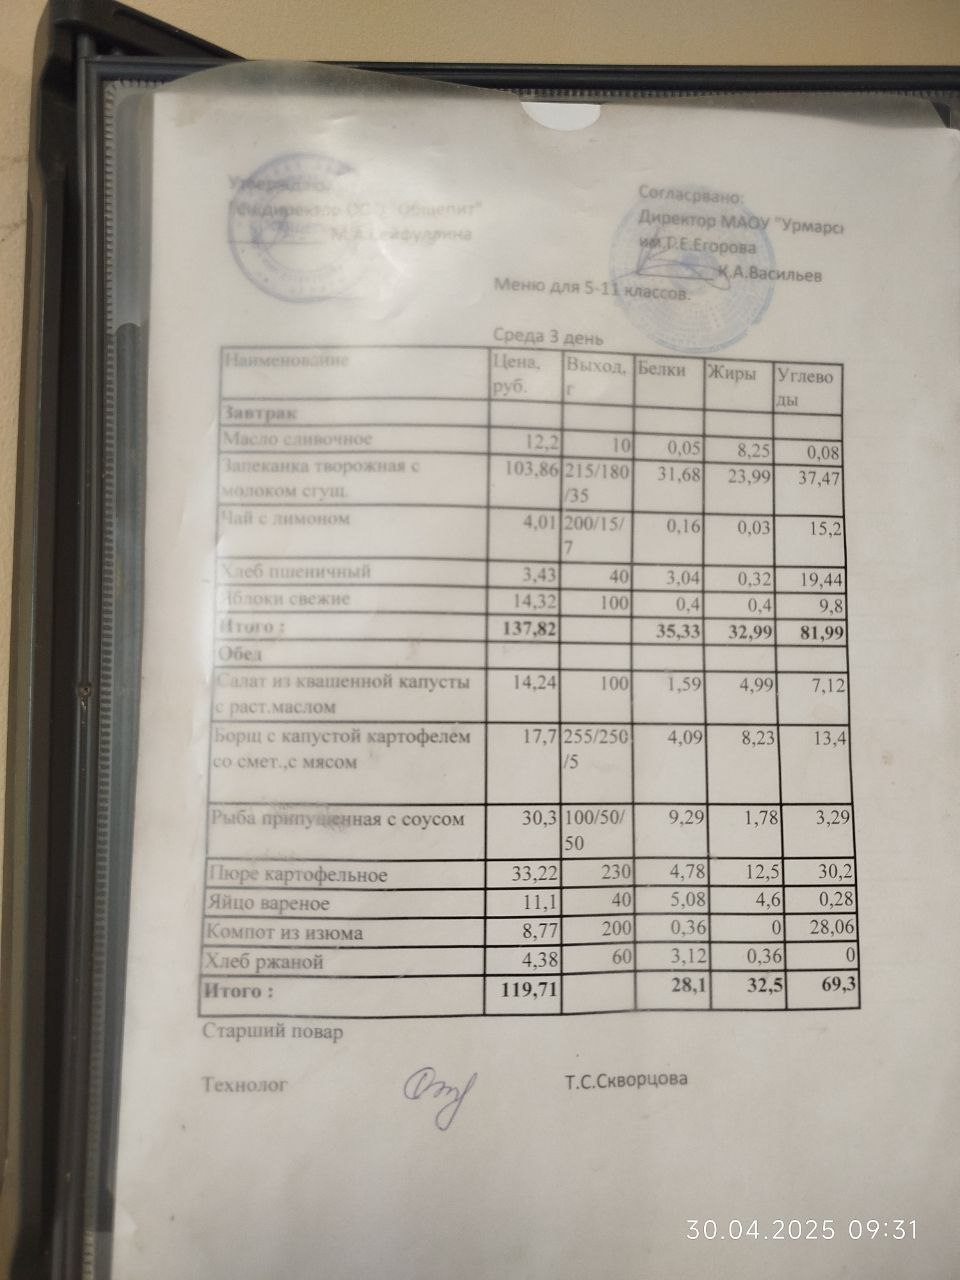 Утверждаю
Ген.директор ООО "Общепит"
М.А.Сейфуллина
Согласрвано:
Директор МАОУ "Урмарс
им.Г.Е.Егорова
К.А.Васильев
Меню для 5-11 классов.
Среда 3 день
Наименование Цена, руб. Выход, г Белки Жиры Углеводы
Завтрак
Масло сливочное 12,2 10 0,05 8,25 0,08
Запеканка творожная с 103,86 215/180 31,68 23,99 37,47
молоком сгущ. /35
Чай с лимоном 4,01 200/15/ 0,16 0,03 15,2
7
Хлеб пшеничный 3,43 40 3,04 0,32 19,44
Яблоки свежие 14,32 100 0,4 0,4 9,8
Итого : 137,82 35,33 32,99 81,99
Обед
Салат из квашенной капусты 14,24 100 1,59 4,99 7,12
с раст.маслом
Борщ с капустой картофелем 17,7 255/250 4,09 8,23 13,4
со смет.,с мясом /5
Рыба припущенная с соусом 30,3 100/50/ 9,29 1,78 3,29
50
Пюре картофельное 33,22 230 4,78 12,5 30,2
Яйцо вареное 11,1 40 5,08 4,6 0,28
Компот из изюма 8,77 200 0,36 0 28,06
Хлеб ржаной 4,38 60 3,12 0,36 0
Итого : 119,71 28,1 32,5 69,3
Старший повар
Технолог Т.С.Скворцова
30.04.2025 09:31